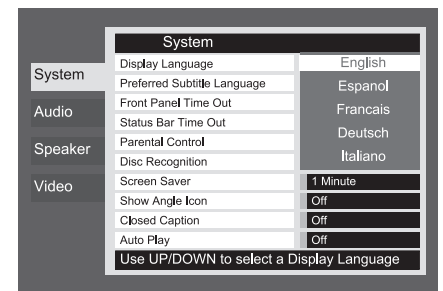 System
System
Audio
Speaker
Video
Display Language
English
Preferred Subtitle Language
Espanol
Front Panel Time Out
Francais
Status Bar Time Out
Deutsch
Parental Control
Italiano
Disc Recognition
Screen Saver
1 Minute
Show Angle Icon
Off
Closed Caption
Off
Auto Play
Off
Use UP/DOWN to select a Display Language